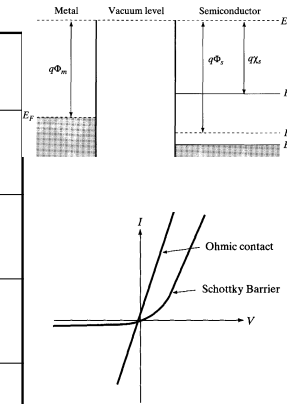 Metal Vacuum level Semiconductor
E
qΦm
qΦs
qχs
E
EF
E
E
I
Ohmic contact
Schottky Barrier
V